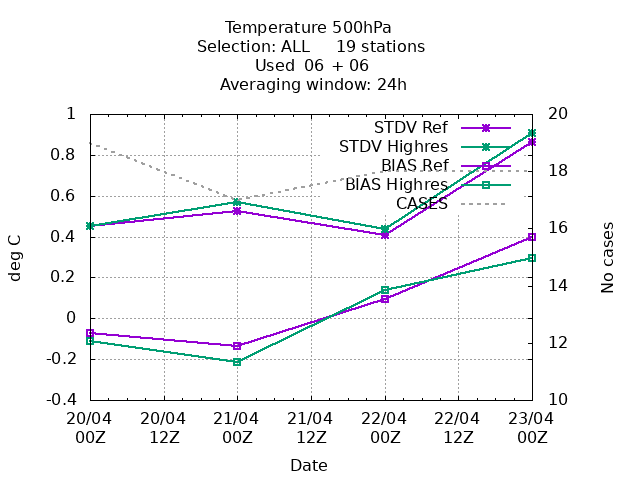 Temperature 500hPa
Selection: ALL     19 stations
Used  06 + 06
Averaging window: 24h
1
0.8
0.6
0.4
0.2
0
-0.2
-0.4
deg C
20
18
16
14
12
10
No cases
STDV Ref
STDV Highres
BIAS Ref
BIAS Highres
CASES
20/04 20/04 21/04 21/04 22/04 22/04 23/04
00Z 12Z 00Z 12Z 00Z 12Z 00Z
Date